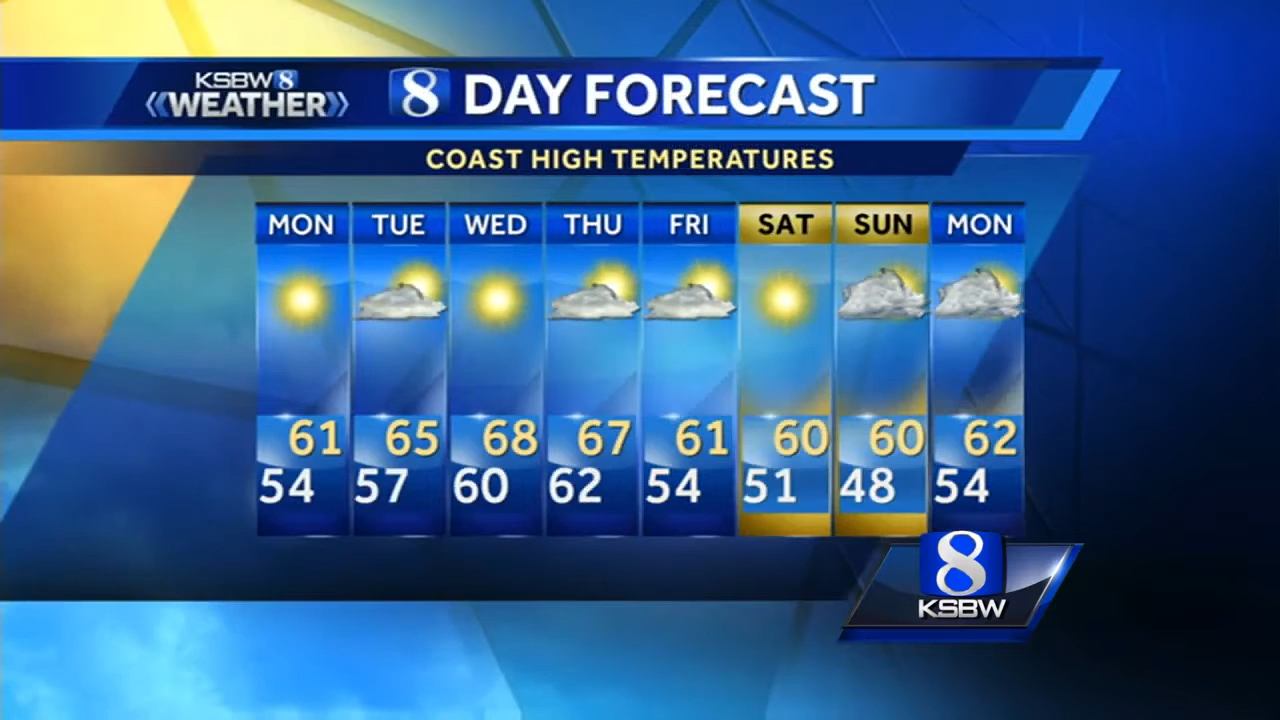 KSBW 8
WEATHER
8 DAY FORECAST
COAST HIGH TEMPERATURES
MON TUE WED THU FRI SAT SUN MON
61 65 68 67 61 60 60 62
54 57 60 62 54 51 48 54
8
KSBW